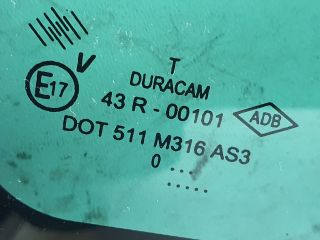 V
T
DURACAM
E17
43 R - 00101
ADB
DOT 511 M316 AS3
0 ...
.....